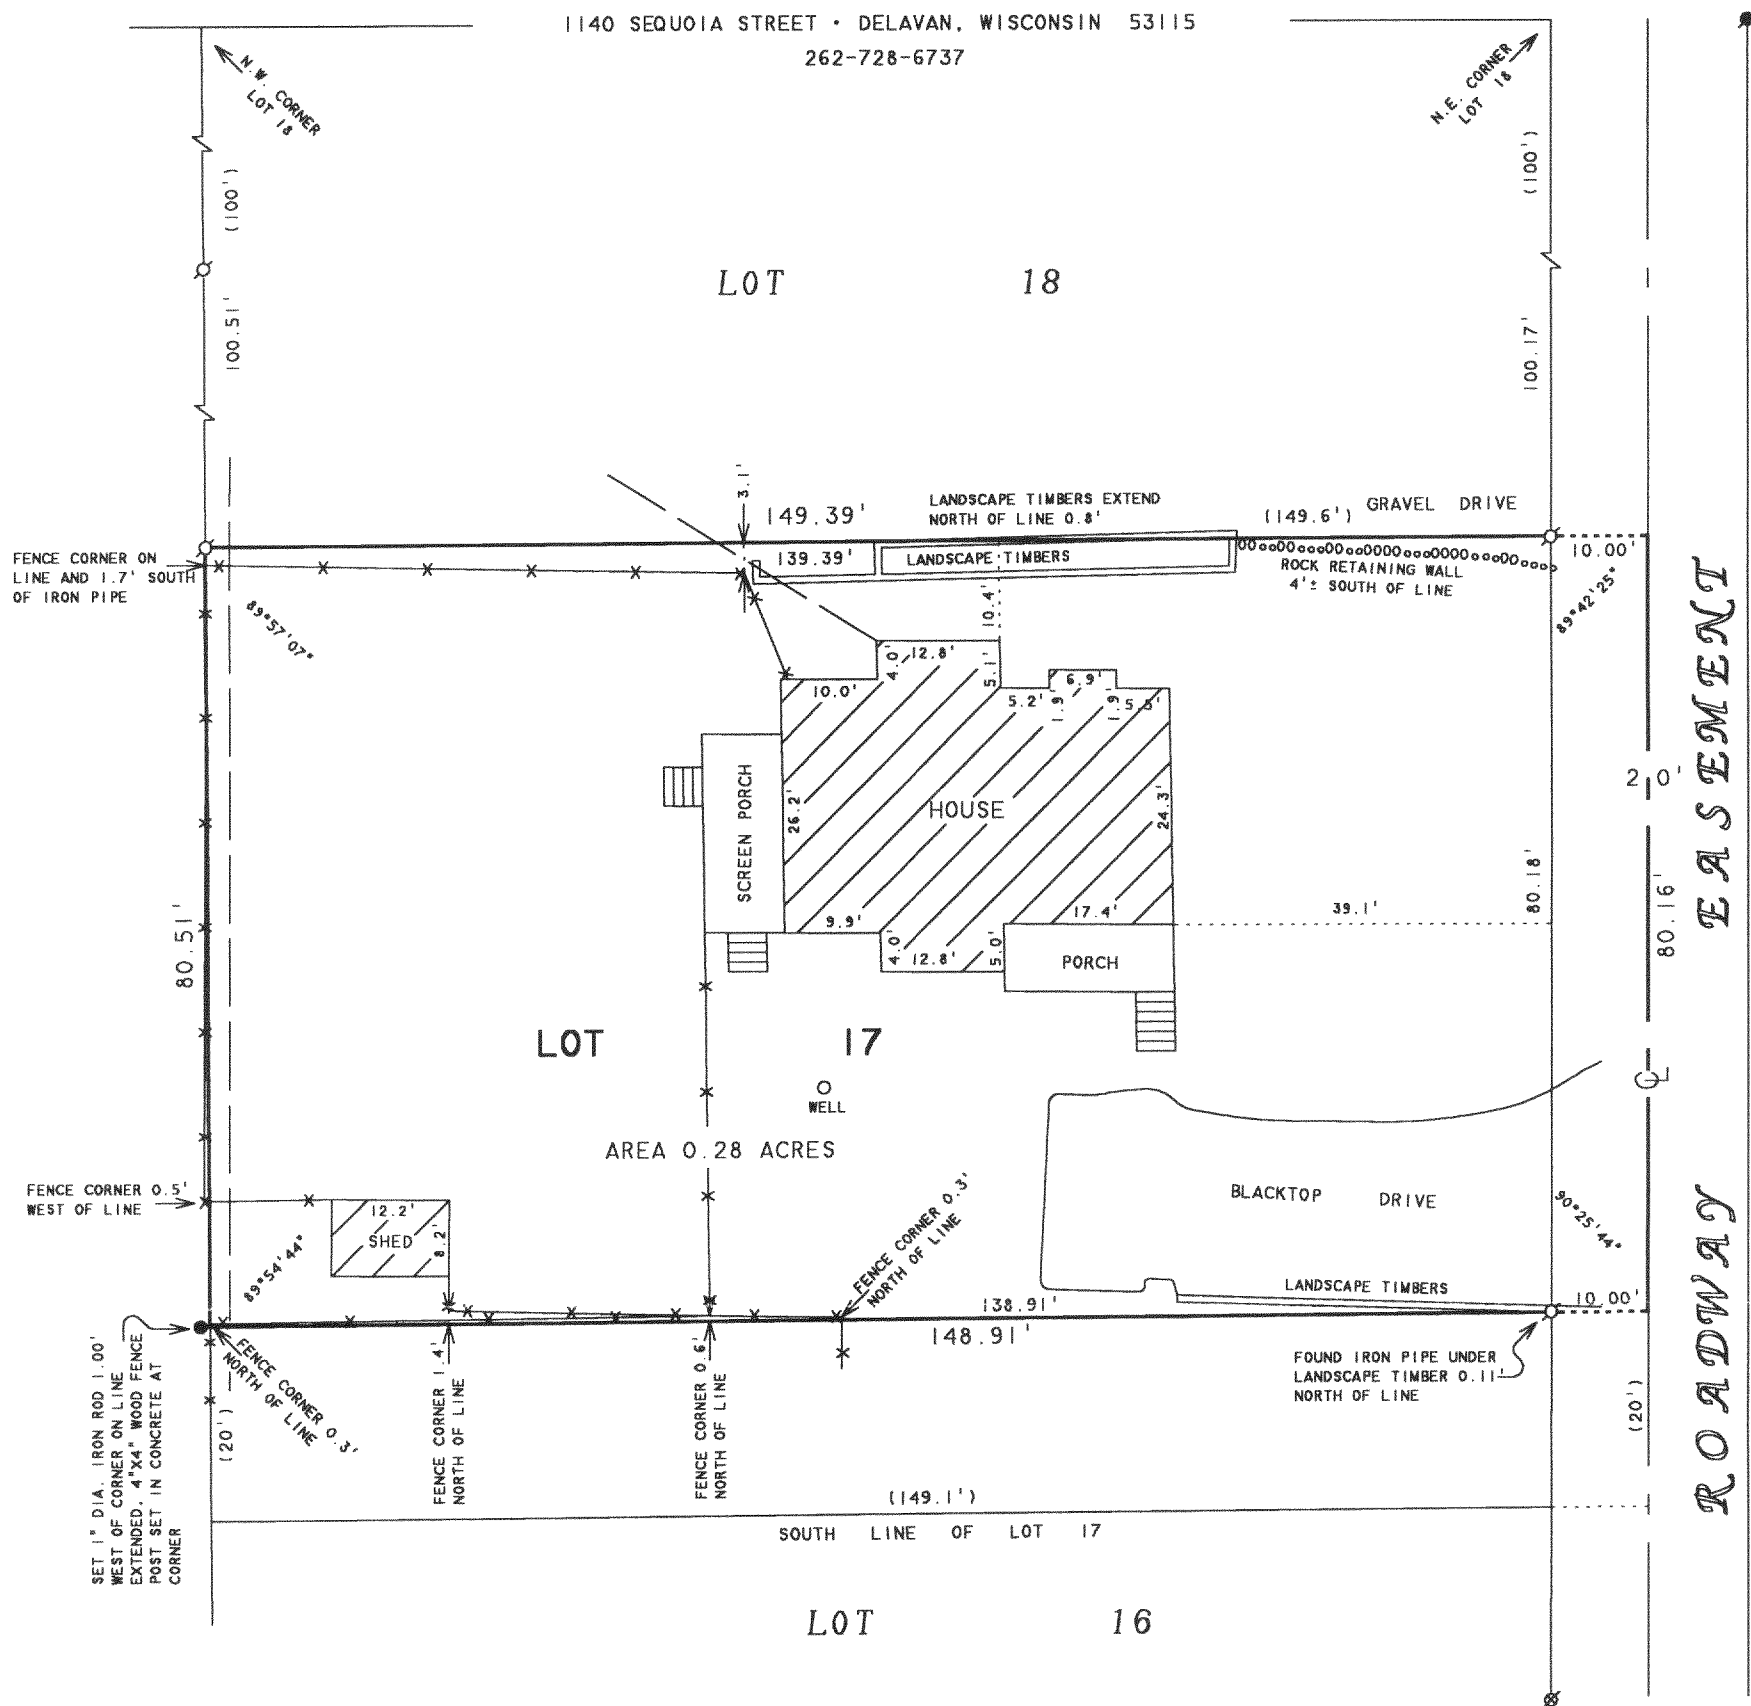 1140 SEQUOIA STREET • DELAVAN, WISCONSIN 53115
262-728-6737
N.W. CORNER
LOT 18
N.E. CORNER
LOT 18
(100')
(100')
LOT 18
100.51'
100.17'
3.1'
149.39'
LANDSCAPE TIMBERS EXTEND
NORTH OF LINE 0.8'
(149.6')
GRAVEL DRIVE
FENCE CORNER ON
LINE AND 1.7' SOUTH
OF IRON PIPE
139.39'
LANDSCAPE TIMBERS
10.00'
ROCK RETAINING WALL
4'± SOUTH OF LINE
89°57'07"
89°42'25"
10.4'
4.0'
12.8'
5.1'
10.0'
5.2'
1.9'
6.9'
1.9'
5.5'
SCREEN PORCH
26.2'
HOUSE
24.3'
20'
EASEMENT
80.51'
80.18'
80.16'
9.9'
17.4'
39.1'
4.0'
12.8'
5.0'
PORCH
LOT 17
WELL
AREA 0.28 ACRES
FENCE CORNER 0.5'
WEST OF LINE
12.2'
SHED
8.2'
BLACKTOP DRIVE
89°54'44"
90°25'44"
FENCE CORNER 0.3'
NORTH OF LINE
LANDSCAPE TIMBERS
138.91'
10.00'
148.91'
ROADWAY
SET 1" DIA. IRON ROD 1.00'
WEST OF CORNER ON LINE
EXTENDED. 4"X4" WOOD FENCE
POST SET IN CONCRETE AT
CORNER
FENCE CORNER 0.3'
NORTH OF LINE
(20')
FENCE CORNER 1.4'
NORTH OF LINE
FENCE CORNER 0.6'
NORTH OF LINE
FOUND IRON PIPE UNDER
LANDSCAPE TIMBER 0.11'
NORTH OF LINE
(20')
(149.1')
SOUTH LINE OF LOT 17
LOT 16